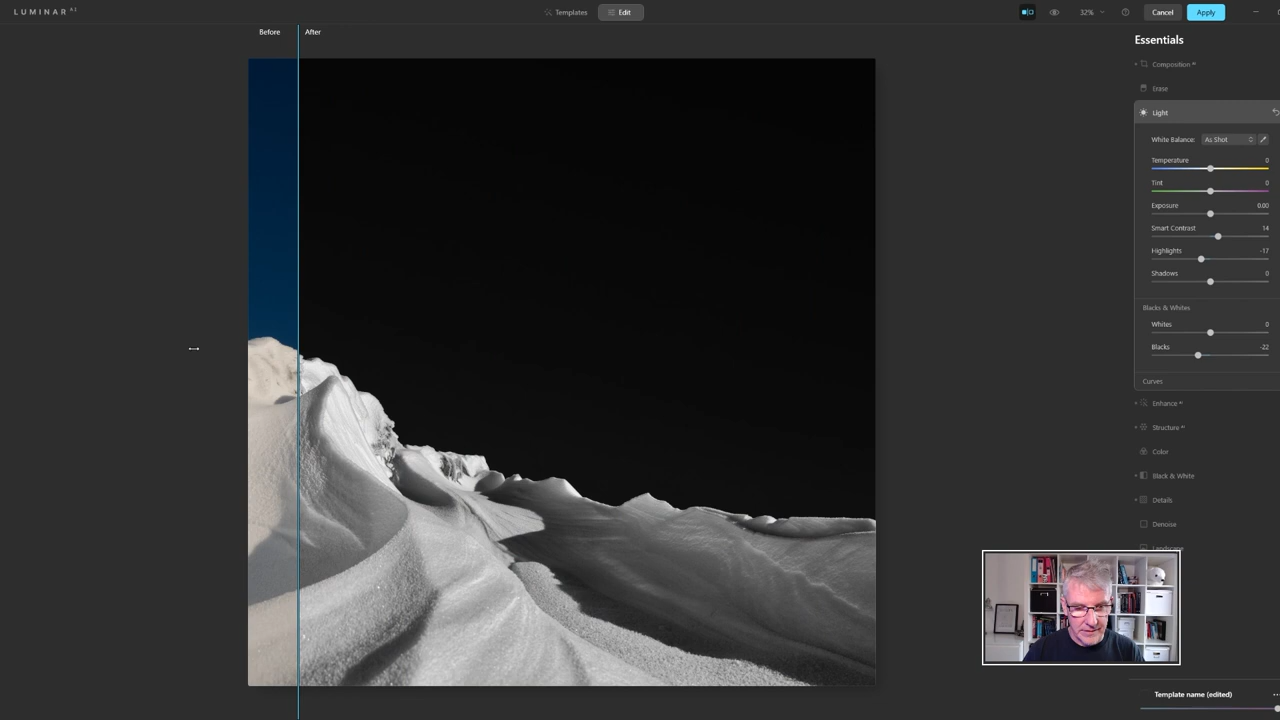 LUMINAR AI
Templates
Edit
32%
Cancel
Apply
Before
After
Essentials
Composition AI
Erase
Light
White Balance: As Shot
Temperature 0
Tint 0
Exposure 0.00
Smart Contrast 14
Highlights -17
Shadows 0
Blacks & Whites
Whites 0
Blacks -22
Curves
Enhance AI
Structure AI
Color
Black & White
Details
Denoise
Landscape
Template name (edited)